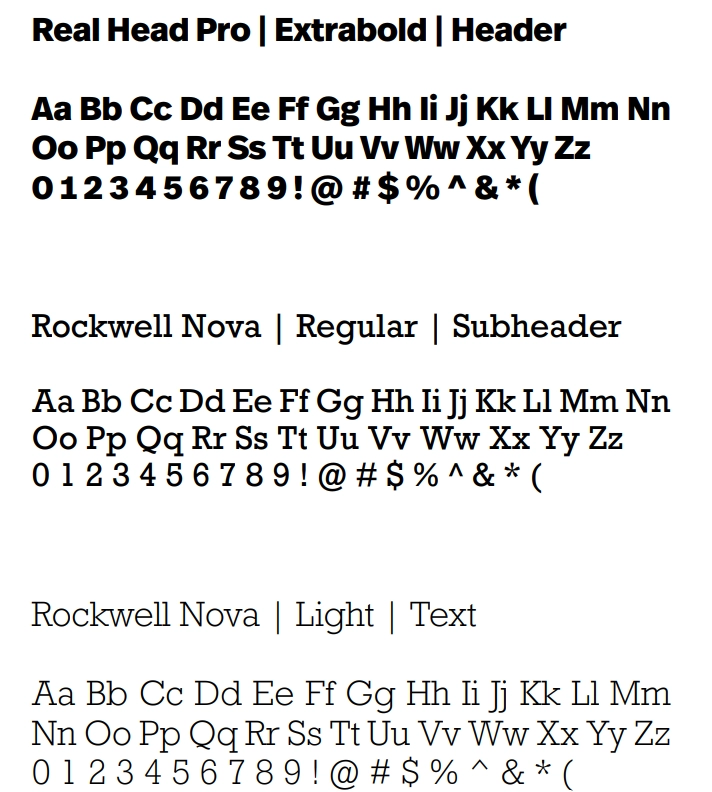 Real Head Pro | Extrabold | Header
Aa Bb Cc Dd Ee Ff Gg Hh Ii Jj Kk Ll Mm Nn
Oo Pp Qq Rr Ss Tt Uu Vv Ww Xx Yy Zz
0 1 2 3 4 5 6 7 8 9 ! @ # $ % ^ & * (
Rockwell Nova | Regular | Subheader
Aa Bb Cc Dd Ee Ff Gg Hh Ii Jj Kk Ll Mm Nn
Oo Pp Qq Rr Ss Tt Uu Vv Ww Xx Yy Zz
0 1 2 3 4 5 6 7 8 9 ! @ # $ % ^ & * (
Rockwell Nova | Light | Text
Aa Bb Cc Dd Ee Ff Gg Hh Ii Jj Kk Ll Mm
Nn Oo Pp Qq Rr Ss Tt Uu Vv Ww Xx Yy Zz
0 1 2 3 4 5 6 7 8 9 ! @ # $ % ^ & * (